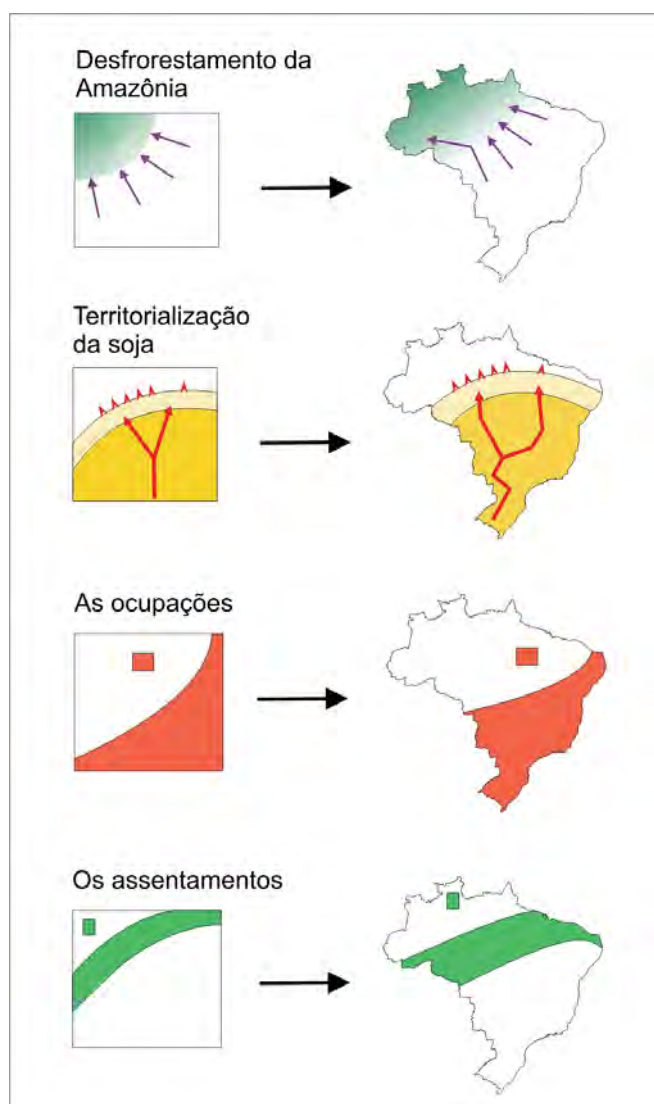 Desfrorestamento da
Amazônia
Territorialização
da soja
As ocupações
Os assentamentos